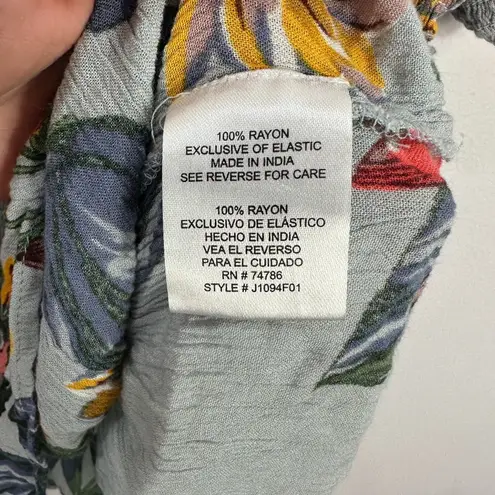 100% RAYON
EXCLUSIVE OF ELASTIC
MADE IN INDIA
SEE REVERSE FOR CARE
100% RAYON
EXCLUSIVO DE ELÁSTICO
HECHO EN INDIA
VEA EL REVERSO
PARA EL CUIDADO
RN # 74786
STYLE # J1094F01